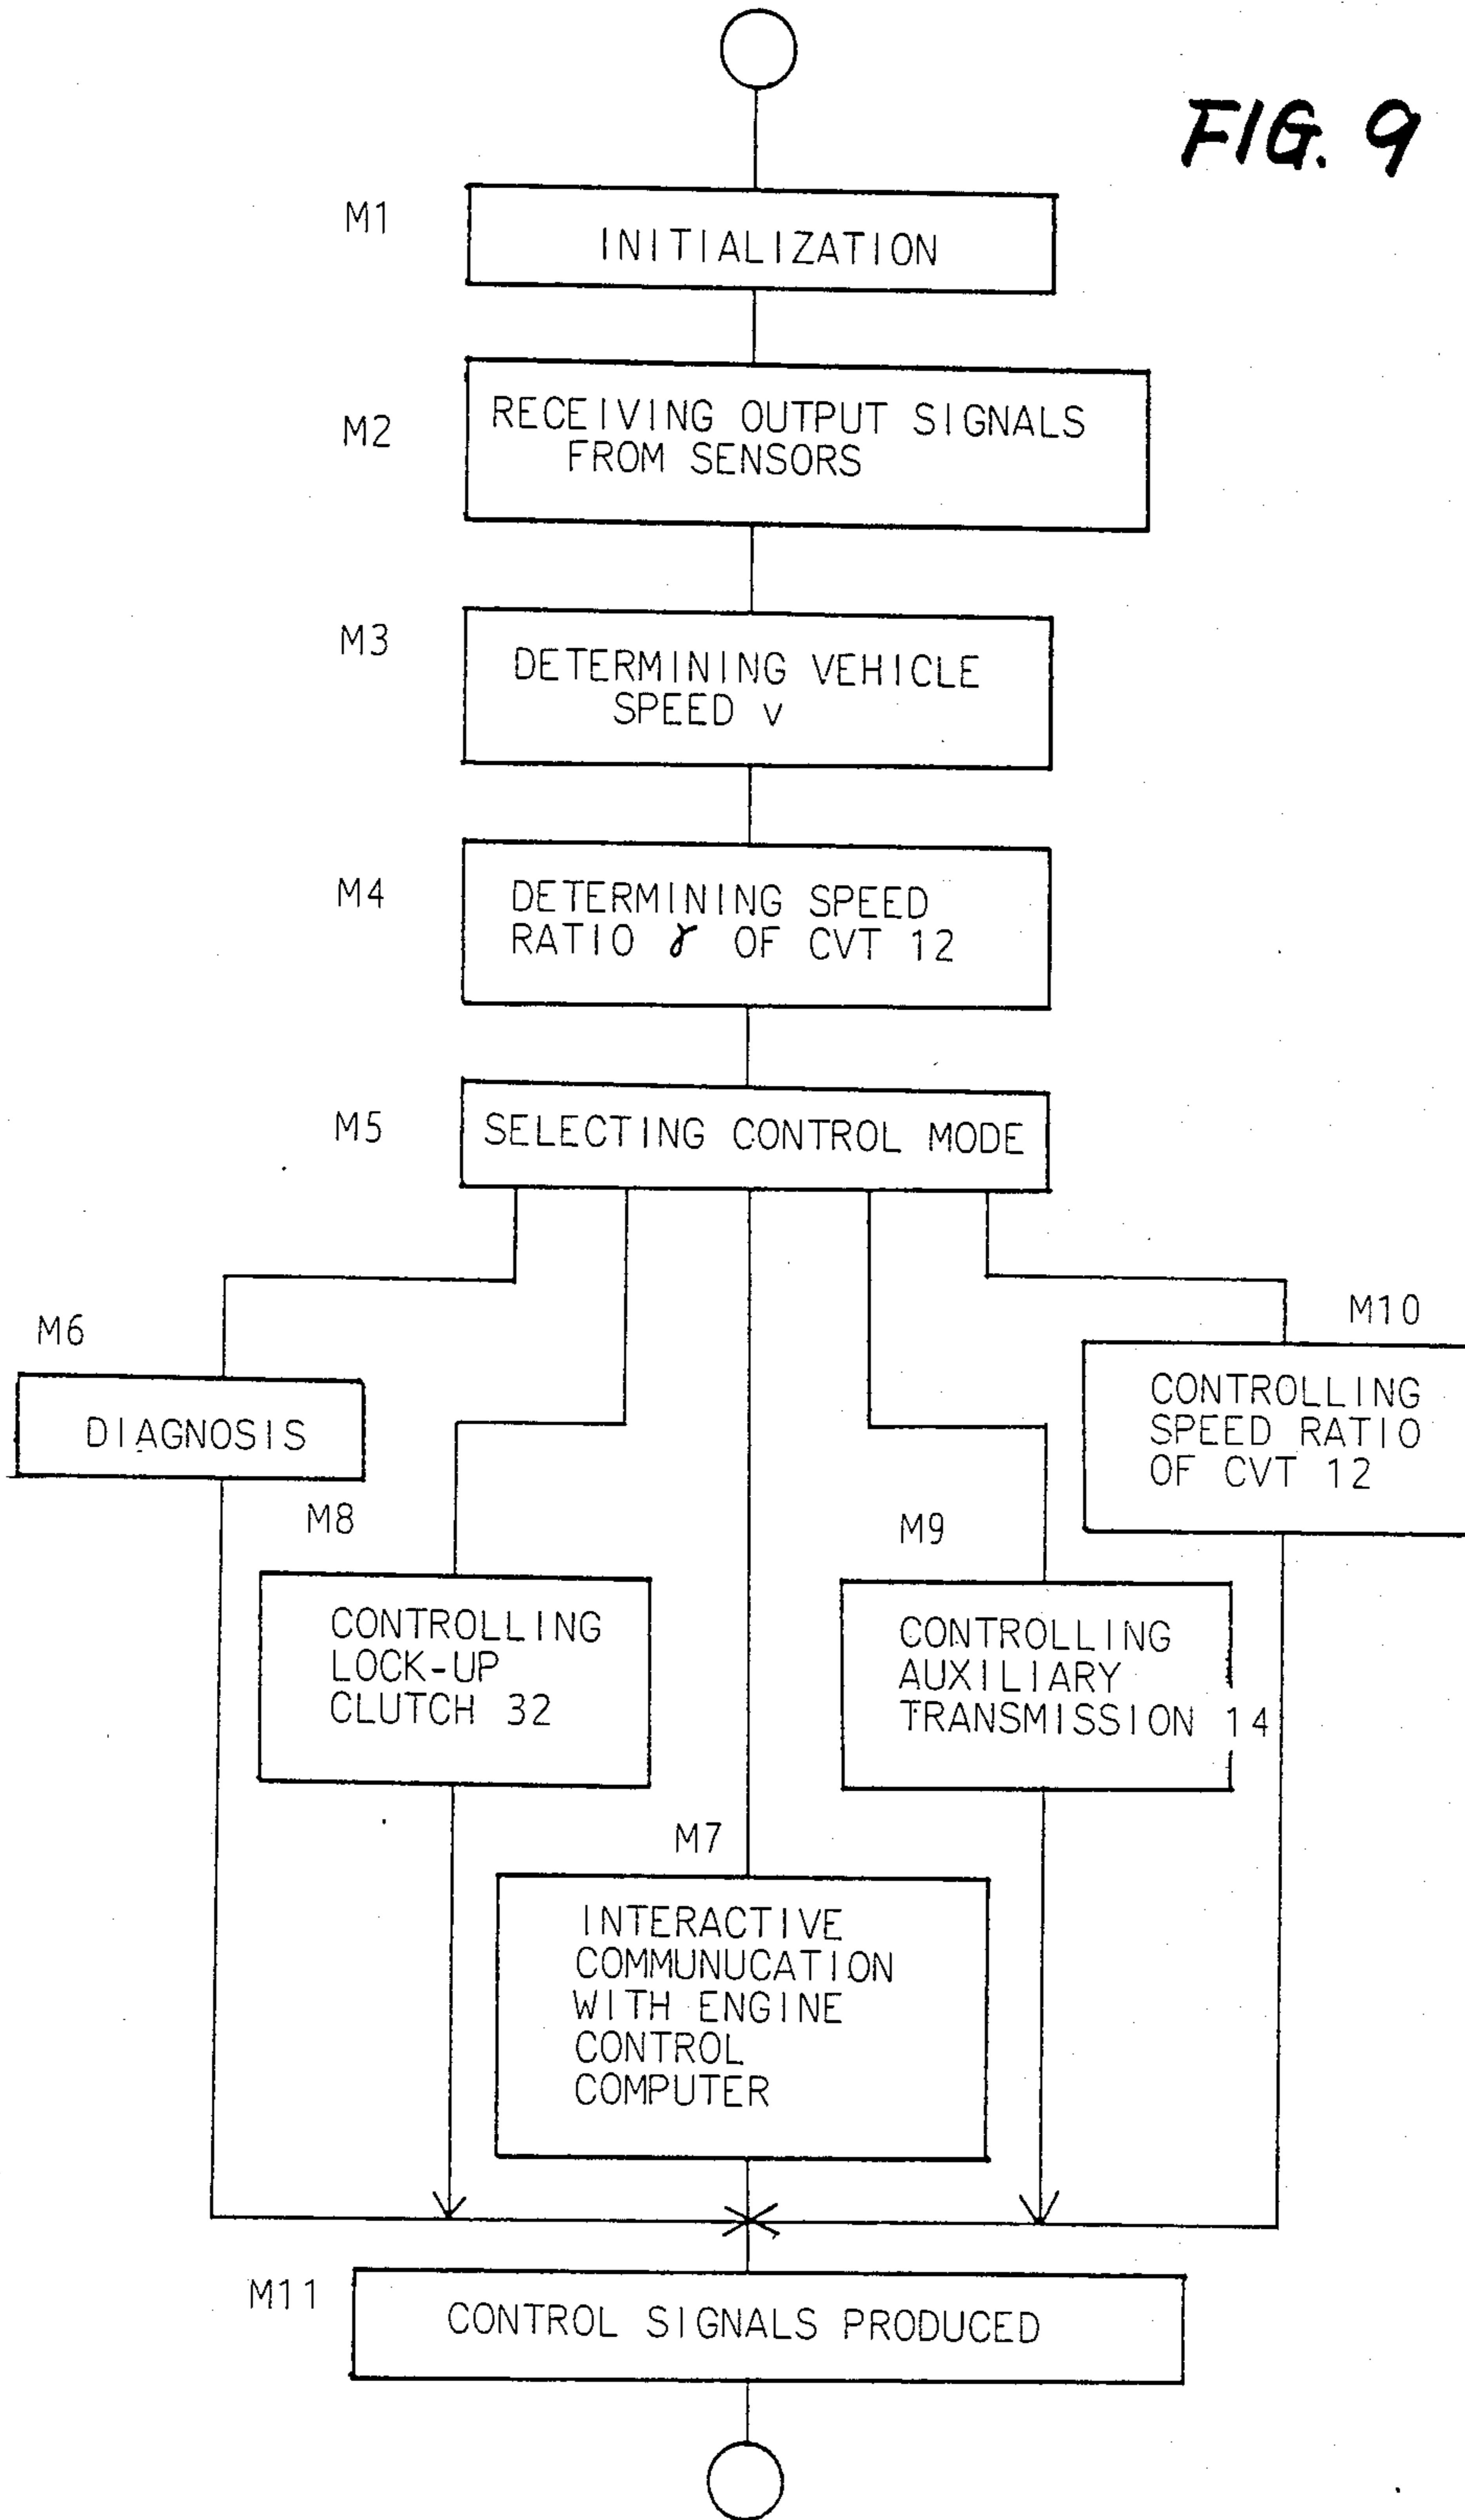 FIG. 9
M1
INITIALIZATION
M2
RECEIVING OUTPUT SIGNALS
FROM SENSORS
M3
DETERMINING VEHICLE
SPEED v
M4
DETERMINING SPEED
RATIO γ OF CVT 12
M5
SELECTING CONTROL MODE
M6
DIAGNOSIS
M10
CONTROLLING
SPEED RATIO
OF CVT 12
M8
CONTROLLING
LOCK-UP
CLUTCH 32
M9
CONTROLLING
AUXILIARY
TRANSMISSION 14
M7
INTERACTIVE
COMMUNUCATION
WITH ENGINE
CONTROL
COMPUTER
M11
CONTROL SIGNALS PRODUCED